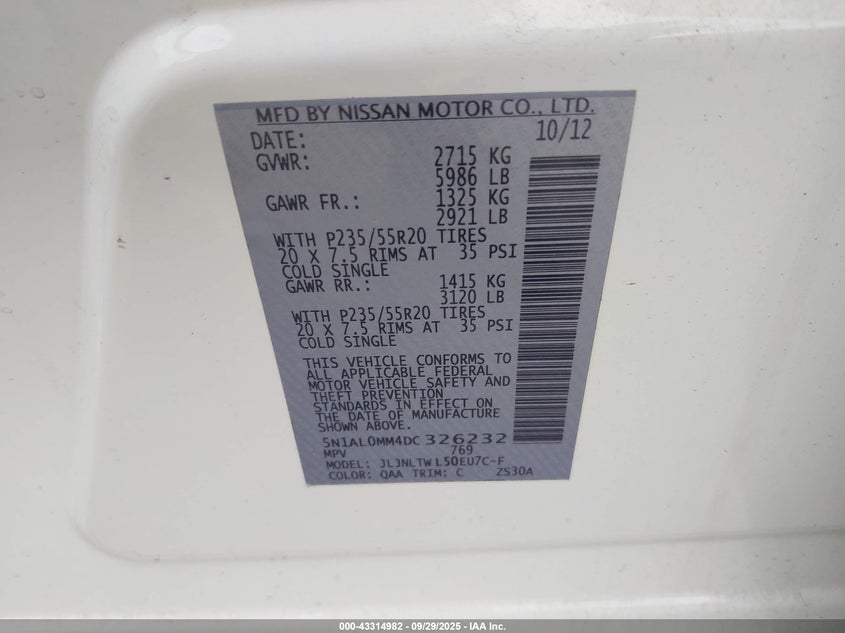 MFD BY NISSAN MOTOR CO., LTD.
DATE: 10/12
GVWR: 2715 KG
5986 LB
GAWR FR.: 1325 KG
2921 LB
WITH P235/55R20 TIRES
20 X 7.5 RIMS AT 35 PSI
COLD SINGLE
GAWR RR.: 1415 KG
3120 LB
WITH P235/55R20 TIRES
20 X 7.5 RIMS AT 35 PSI
COLD SINGLE
THIS VEHICLE CONFORMS TO
ALL APPLICABLE FEDERAL
MOTOR VEHICLE SAFETY AND
THEFT PREVENTION
STANDARDS IN EFFECT ON
THE DATE OF MANUFACTURE
SHOWN ABOVE.
5N1AL0MM4DC 326232
MPV 769
MODEL: JLJNLTW L50EU7C-F
COLOR: QAA TRIM: C ZS30A
000-43314982 - 09/29/2025 - IAA Inc.